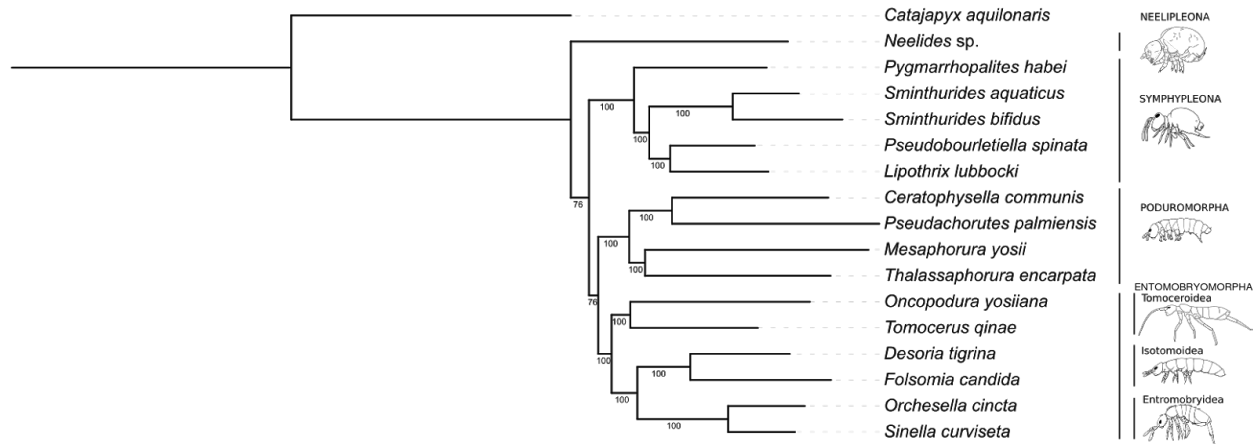 Catajapyx aquilonaris
Neelides sp.
Pygmarrhopalites habei
Sminthurides aquaticus
Sminthurides bifidus
Pseudobourletiella spinata
Lipothrix lubbocki
Ceratophysella communis
Pseudachorutes palmiensis
Mesaphorura yosii
Thalassaphorura encarpata
Oncopodura yosiiana
Tomocerus qinae
Desoria tigrina
Folsomia candida
Orchesella cincta
Sinella curviseta
NEELIPLEONA
SYMPHYPLEONA
PODUROMORPHA
ENTOMOBRYOMORPHA
Tomoceroidea
Isotomoidea
Entromobryidea
100
100
100
100
76
100
100
100
76
100
100
100
100
100